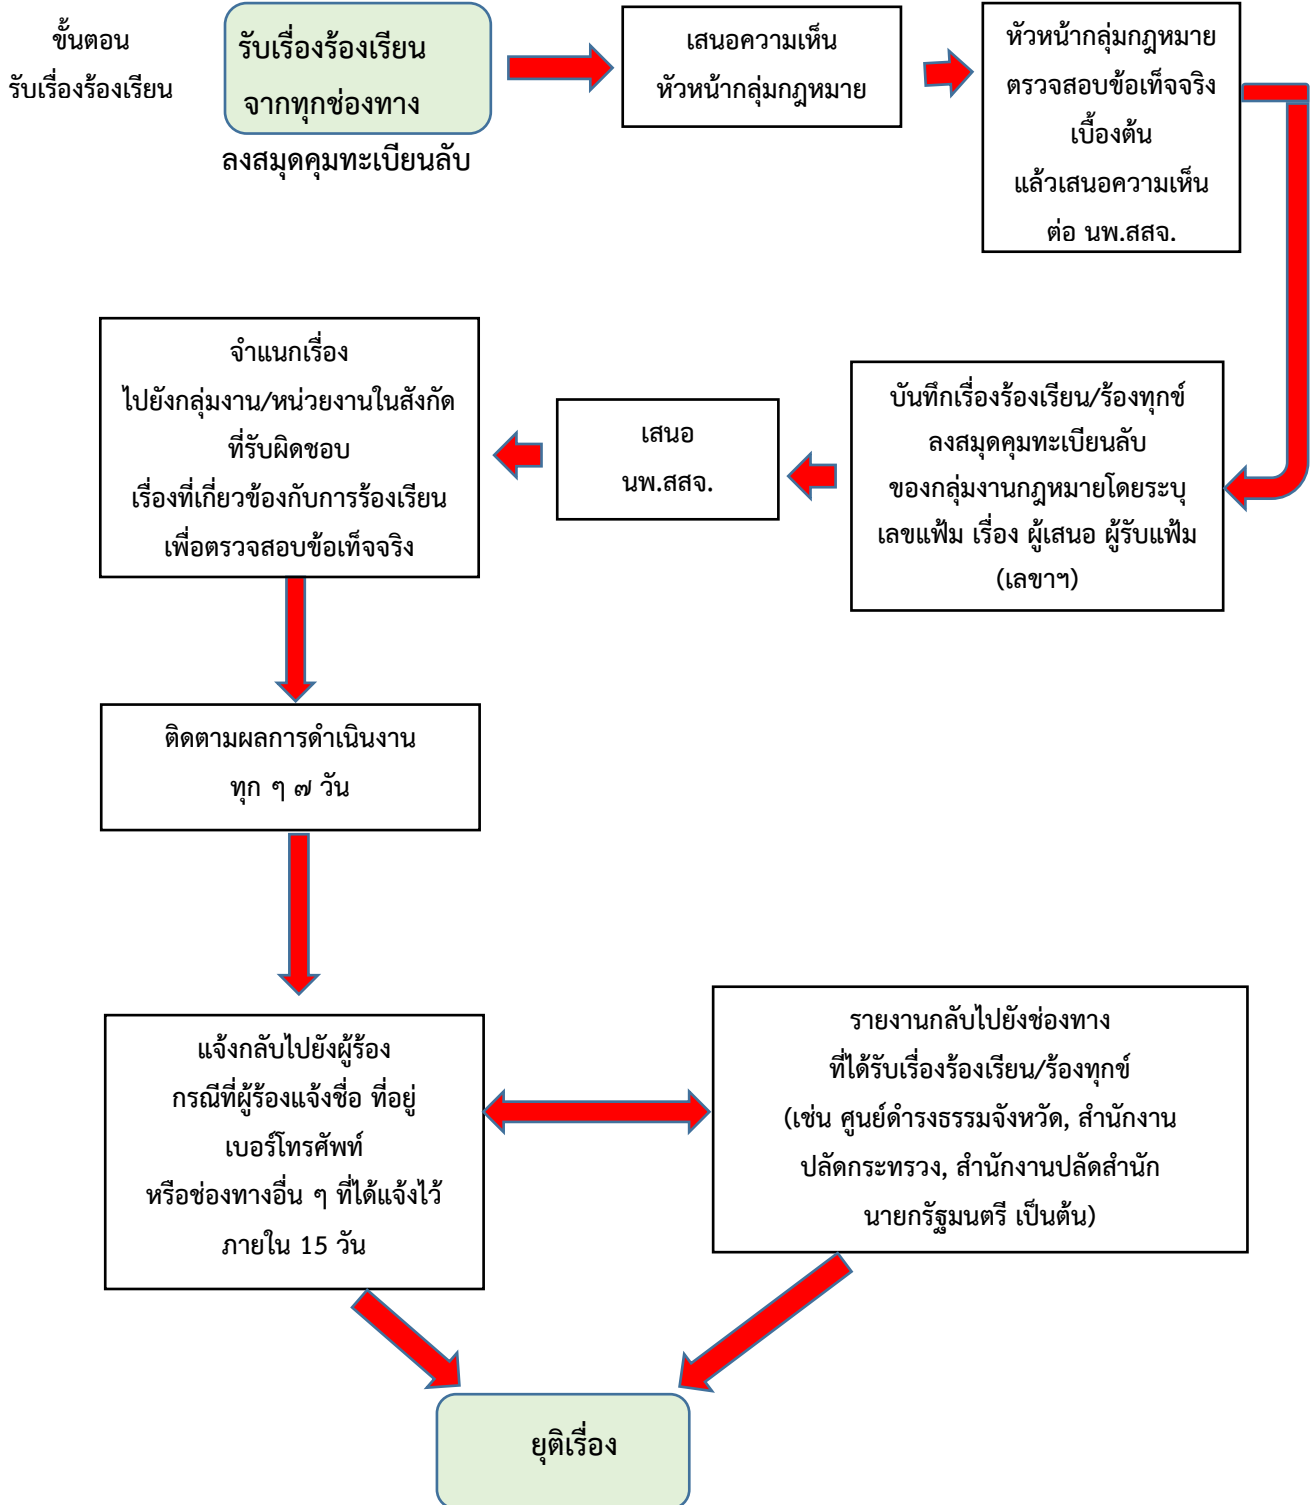 ขั้นตอน
รับเรื่องร้องเรียน
รับเรื่องร้องเรียน
จากทุกช่องทาง
ลงสมุดคุมทะเบียนลับ
เสนอความเห็น
หัวหน้ากลุ่มกฎหมาย
หัวหน้ากลุ่มกฎหมาย
ตรวจสอบข้อเท็จจริง
เบื้องต้น
แล้วเสนอความเห็น
ต่อ นพ.สสจ.
บันทึกเรื่องร้องเรียน/ร้องทุกข์
ลงสมุดคุมทะเบียนลับ
ของกลุ่มงานกฎหมายโดยระบุ
เลขแฟ้ม เรื่อง ผู้เสนอ ผู้รับแฟ้ม
(เลขาฯ)
เสนอ
นพ.สสจ.
จำแนกเรื่อง
ไปยังกลุ่มงาน/หน่วยงานในสังกัด
ที่รับผิดชอบ
เรื่องที่เกี่ยวข้องกับการร้องเรียน
เพื่อตรวจสอบข้อเท็จจริง
ติดตามผลการดำเนินงาน
ทุก ๆ ๗ วัน
แจ้งกลับไปยังผู้ร้อง
กรณีที่ผู้ร้องแจ้งชื่อ ที่อยู่
เบอร์โทรศัพท์
หรือช่องทางอื่น ๆ ที่ได้แจ้งไว้
ภายใน 15 วัน
รายงานกลับไปยังช่องทาง
ที่ได้รับเรื่องร้องเรียน/ร้องทุกข์
(เช่น ศูนย์ดำรงธรรมจังหวัด, สำนักงาน
ปลัดกระทรวง, สำนักงานปลัดสำนัก
นายกรัฐมนตรี เป็นต้น)
ยุติเรื่อง